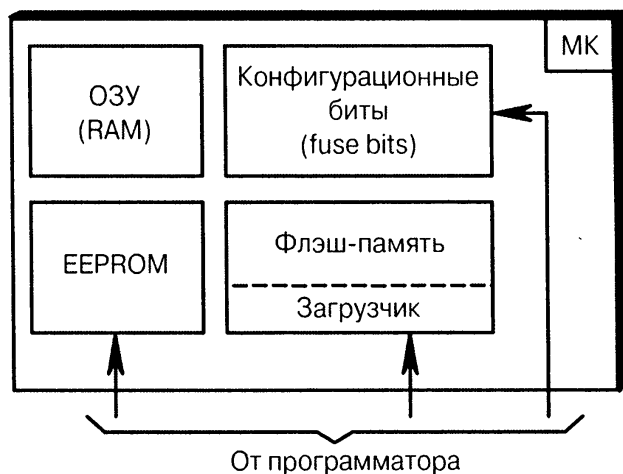 МК
ОЗУ
(RAM)
Конфигурационные
биты
(fuse bits)
EEPROM
Флэш-память
Загрузчик
От программатора